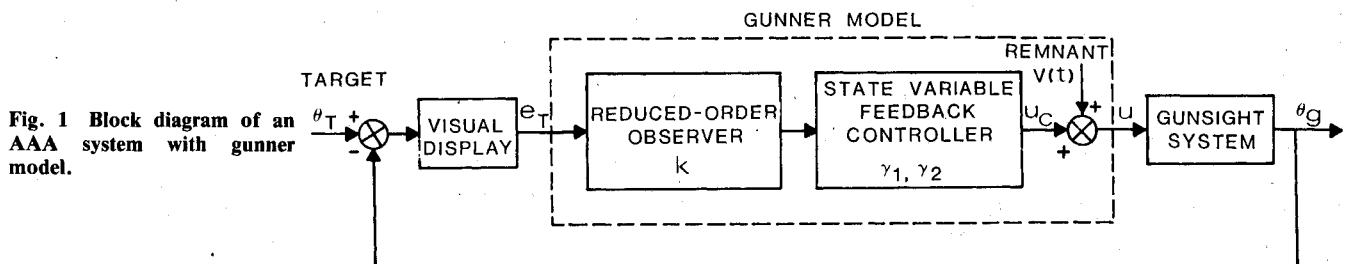 GUNNER MODEL
Fig. 1 Block diagram of an
AAA system with gunner
model.
TARGET
θT
+
-
VISUAL
DISPLAY
eT
REDUCED-ORDER
OBSERVER
k
STATE VARIABLE
FEEDBACK
CONTROLLER
γ1, γ2
uC
REMNANT
V(t)
+
+
u
GUNSIGHT
SYSTEM
θg